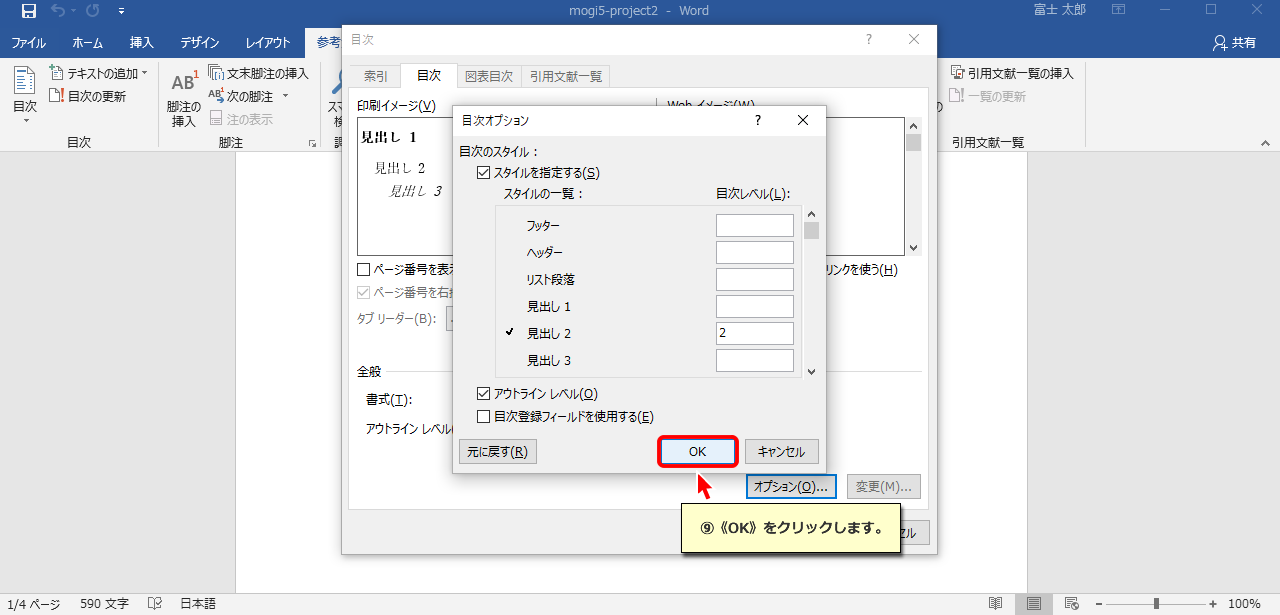 mogi5-project2 - Word
富士 太郎
ファイル
ホーム
挿入
デザイン
レイアウト
参考
共有
目次
テキストの追加
目次の更新
目次
AB1
脚注の
挿入
文末脚注の挿入
次の脚注
注の表示
脚注
引用文献一覧の挿入
一覧の更新
引用文献一覧
目次
?
索引
目次
図表目次
引用文献一覧
印刷イメージ(V)
Web イメージ(W)
見出し 1
見出し 2
見出し 3
ページ番号を表示
ページ番号を右揃
タブ リーダー(B):
リンクを使う(H)
全般
書式(T):
アウトライン レベル(
オプション(O)...
変更(M)...
目次オプション
?
目次のスタイル :
スタイルを指定する(S)
スタイルの一覧 :
目次レベル(L):
フッター
ヘッダー
リスト段落
見出し 1
見出し 2
2
見出し 3
アウトライン レベル(O)
目次登録フィールドを使用する(E)
元に戻す(R)
OK
キャンセル
⑨《OK》をクリックします。
セル
1/4 ページ
590 文字
日本語
100%